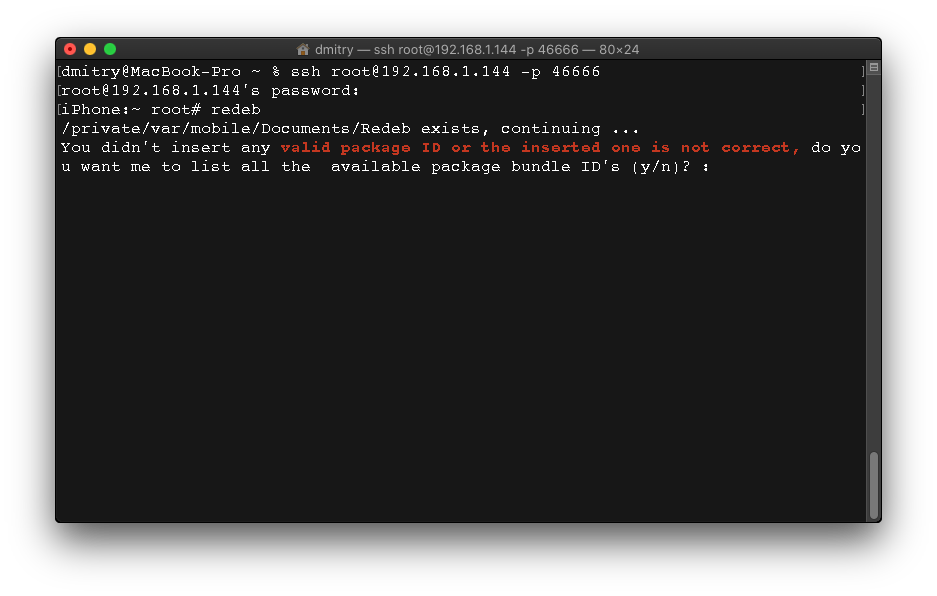 dmitry — ssh root@192.168.1.144 -p 46666 — 80×24
[dmitry@MacBook-Pro ~ % ssh root@192.168.1.144 -p 46666 ]
[root@192.168.1.144's password: ]
[iPhone:~ root# redeb ]
/private/var/mobile/Documents/Redeb exists, continuing ...
You didn't insert any valid package ID or the inserted one is not correct, do yo
u want me to list all the  available package bundle ID's (y/n)? :